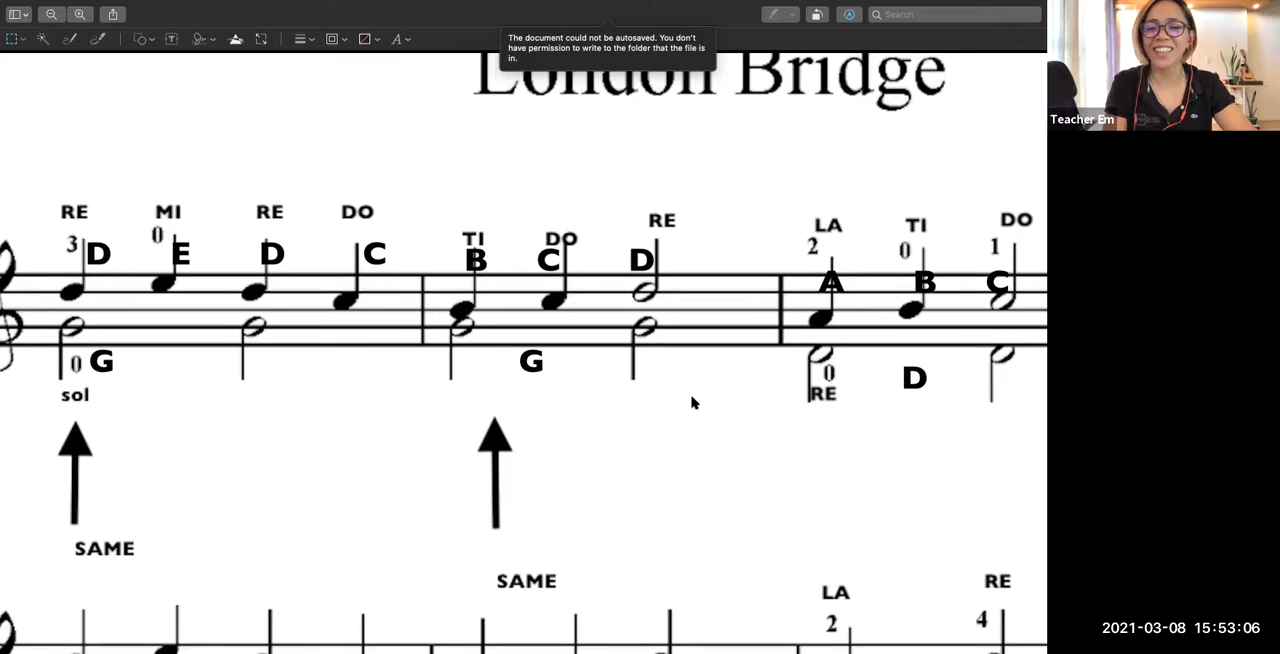 Search
The document could not be autosaved. You don't
have permission to write to the folder that the file is
in.
London Bridge
Teacher Em
RE MI RE DO TI DO RE LA TI DO
3 0 2 0 1
D E D C B C D A B C
0 G G 0 D
sol RE
SAME
SAME
LA RE
2 4
2021-03-08 15:53:06